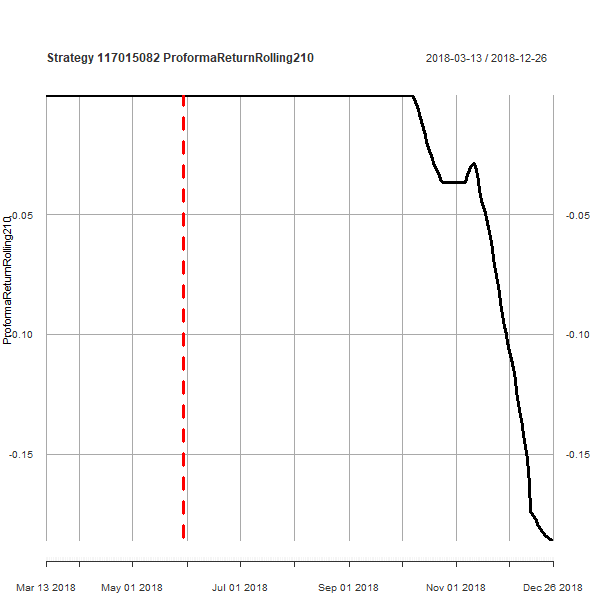 Strategy 117015082 ProformaReturnRolling210
2018-03-13 / 2018-12-26
ProformaReturnRolling210
-0.05
-0.05
-0.10
-0.10
-0.15
-0.15
Mar 13 2018
May 01 2018
Jul 01 2018
Sep 01 2018
Nov 01 2018
Dec 26 2018